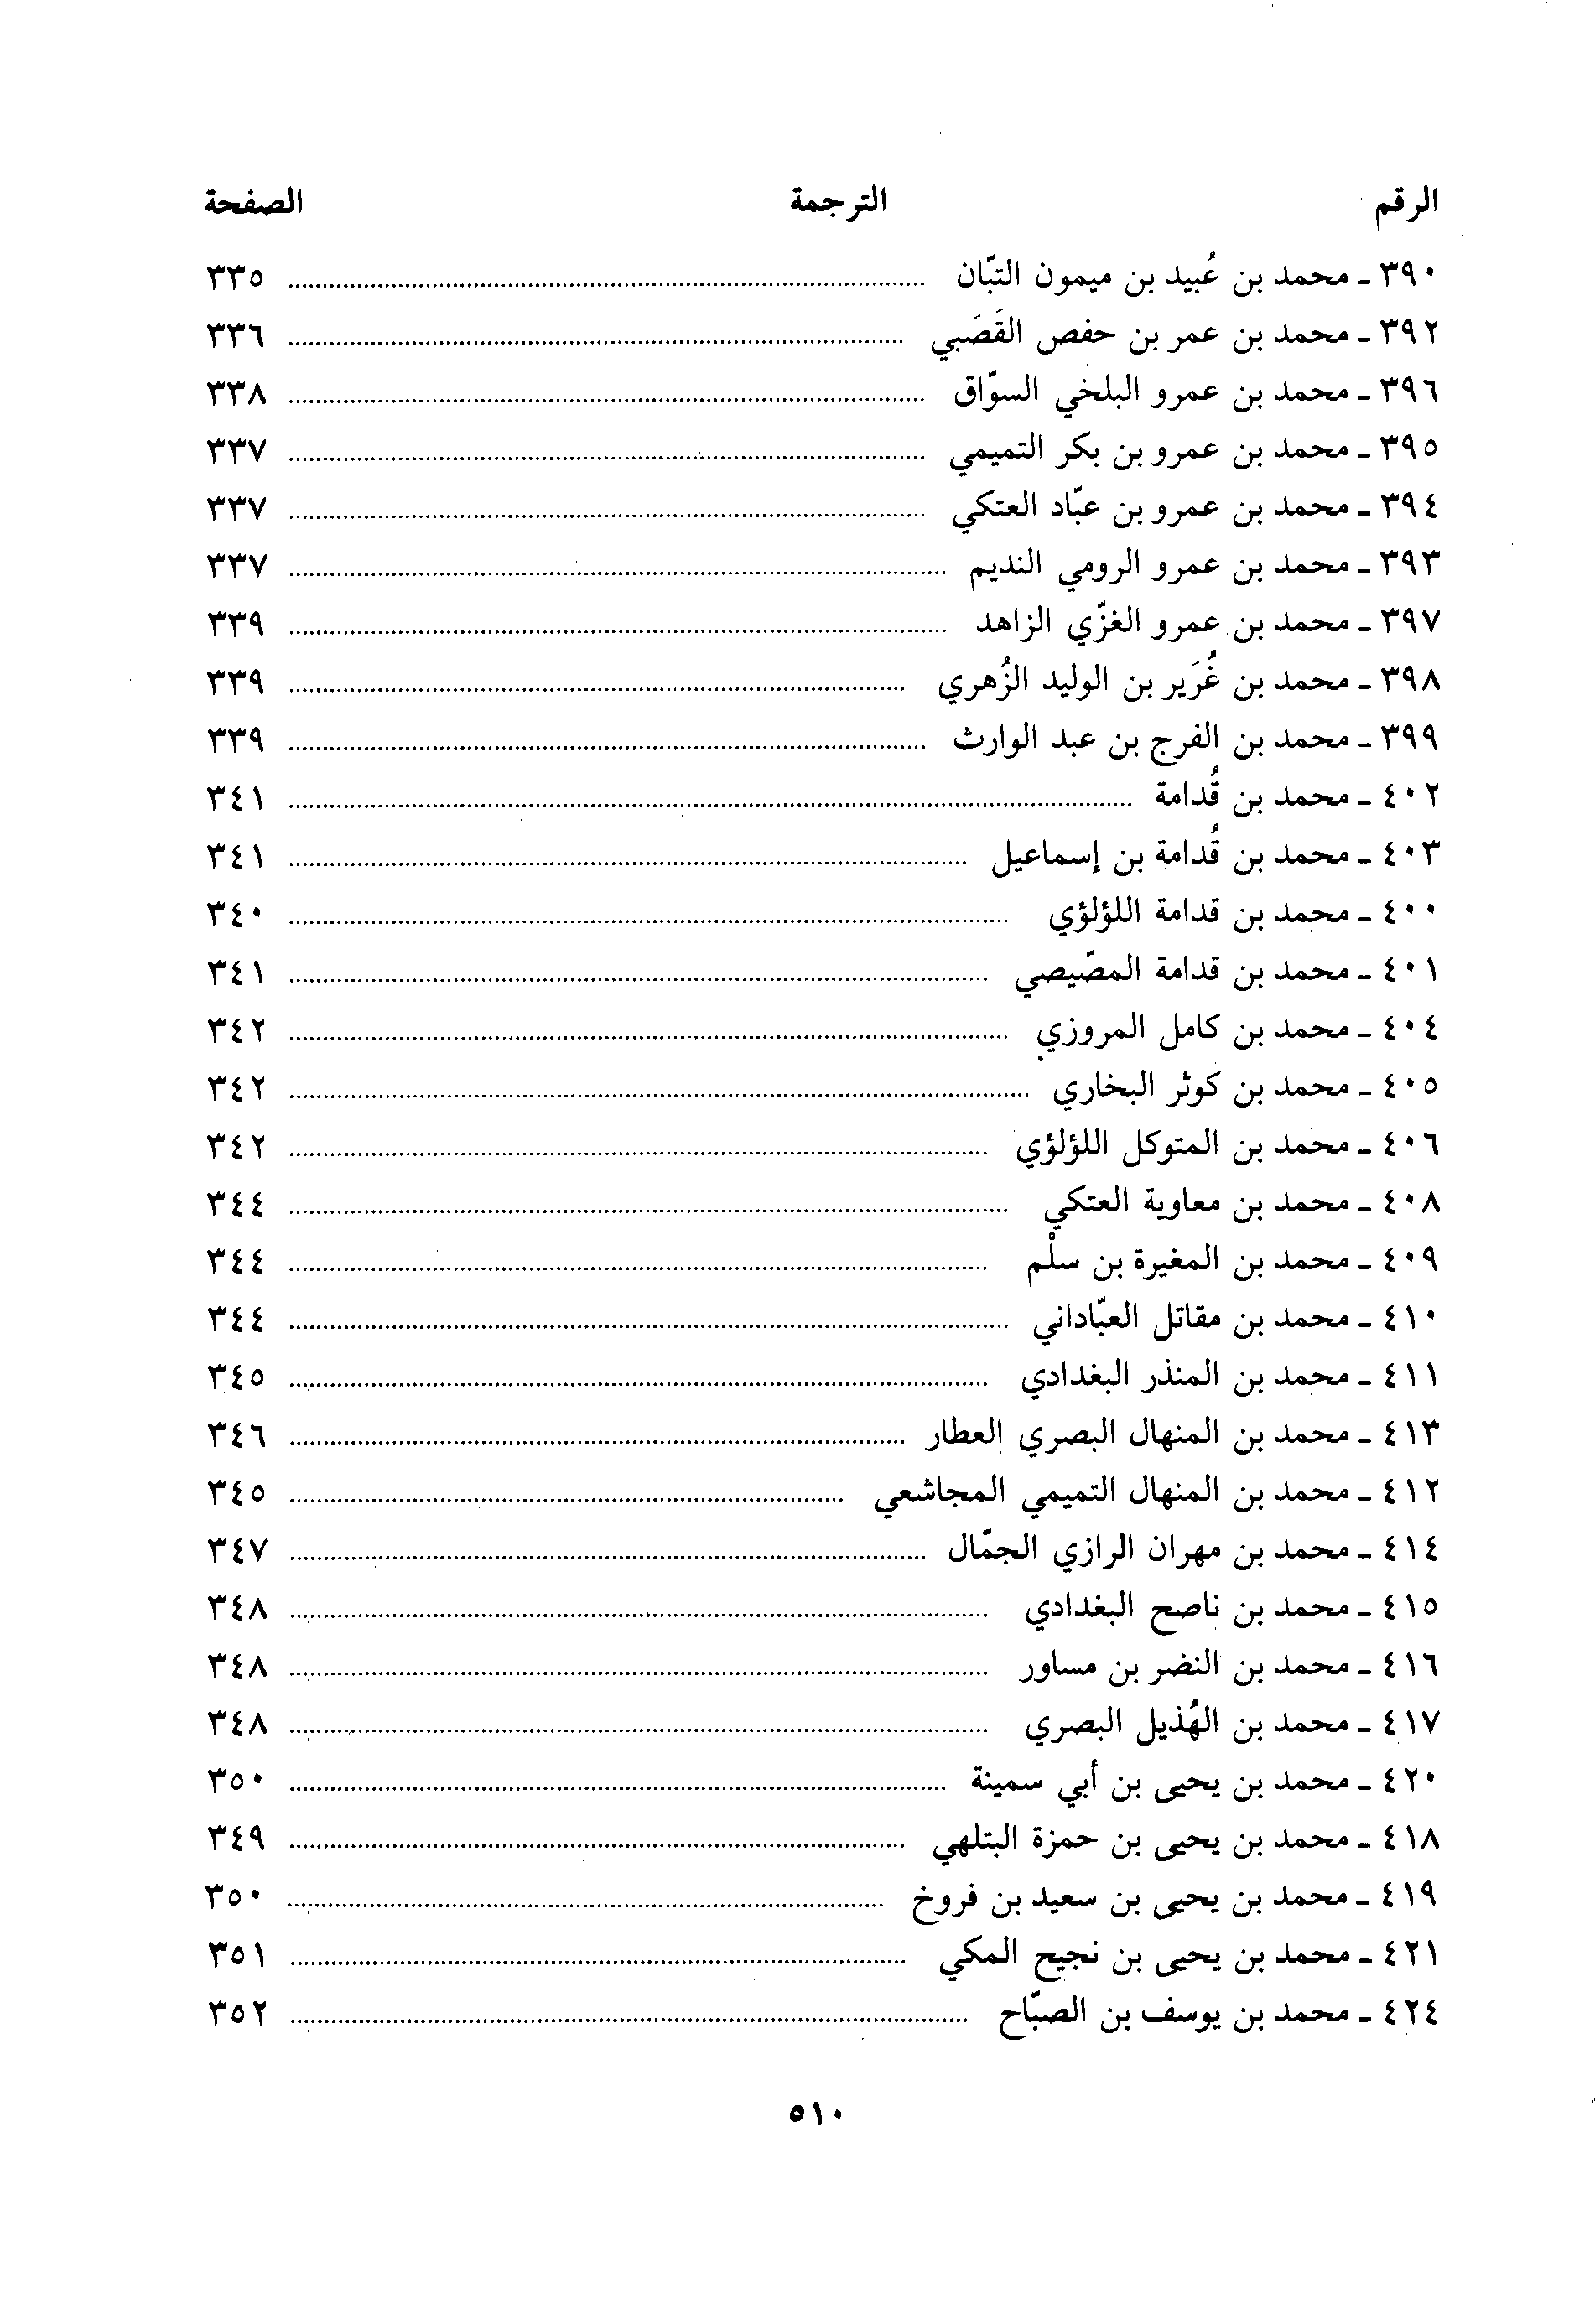 الرقم الترجمة الصفحة
٣٩٠ ـ محمد بن عُبيد بن ميمون التبّان ........ ٣٣٥
٣٩٢ ـ محمد بن عمر بن حفص القَصَبي ........ ٣٣٦
٣٩٦ ـ محمد بن عمرو البلخي السوّاق ........ ٣٣٨
٣٩٥ ـ محمد بن عمرو بن بكر التميمي ........ ٣٣٧
٣٩٤ ـ محمد بن عمرو بن عبّاد العتكي ........ ٣٣٧
٣٩٣ ـ محمد بن عمرو الرومي النديم ........ ٣٣٧
٣٩٧ ـ محمد بن عمرو الغزّي الزاهد ........ ٣٣٩
٣٩٨ ـ محمد بن غُرَير بن الوليد الزُهري ........ ٣٣٩
٣٩٩ ـ محمد بن الفرج بن عبد الوارث ........ ٣٣٩
٤٠٢ ـ محمد بن قُدامة ........ ٣٤١
٤٠٣ ـ محمد بن قُدامة بن إسماعيل ........ ٣٤١
٤٠٠ ـ محمد بن قدامة اللؤلؤي ........ ٣٤٠
٤٠١ ـ محمد بن قدامة المصّيصي ........ ٣٤١
٤٠٤ ـ محمد بن كامل المروزي ........ ٣٤٢
٤٠٥ ـ محمد بن كوثر البخاري ........ ٣٤٢
٤٠٦ ـ محمد بن المتوكل اللؤلؤي ........ ٣٤٢
٤٠٨ ـ محمد بن معاوية العتكي ........ ٣٤٤
٤٠٩ ـ محمد بن المغيرة بن سلْم ........ ٣٤٤
٤١٠ ـ محمد بن مقاتل العبّاداني ........ ٣٤٤
٤١١ ـ محمد بن المنذر البغدادي ........ ٣٤٥
٤١٣ ـ محمد بن المنهال البصري العطار ........ ٣٤٦
٤١٢ ـ محمد بن المنهال التميمي المجاشعي ........ ٣٤٥
٤١٤ ـ محمد بن مهران الرازي الجمّال ........ ٣٤٧
٤١٥ ـ محمد بن ناصح البغدادي ........ ٣٤٨
٤١٦ ـ محمد بن النضر بن مساور ........ ٣٤٨
٤١٧ ـ محمد بن الهُذيل البصري ........ ٣٤٨
٤٢٠ ـ محمد بن يحيى بن أبي سمينة ........ ٣٥٠
٤١٨ ـ محمد بن يحيى بن حمزة البتلهي ........ ٣٤٩
٤١٩ ـ محمد بن يحيى بن سعيد بن فروخ ........ ٣٥٠
٤٢١ ـ محمد بن يحيى بن نجيح المكي ........ ٣٥١
٤٢٤ ـ محمد بن يوسف بن الصبّاح ........ ٣٥٢
٥١٠